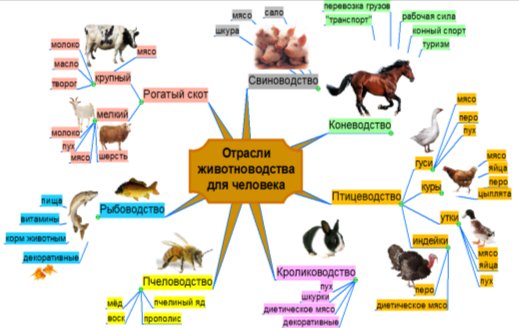 Отрасли
животноводства
для человека
Рогатый скот
крупный
молоко
масло
творог
мясо
мелкий
молоко
пух
мясо
шерсть
Свиноводство
мясо
сало
шкура
Коневодство
перевозка грузов
"транспорт"
рабочая сила
конный спорт
туризм
Птицеводство
гуси
мясо
перо
пух
куры
мясо
яйца
перо
цыплята
утки
мясо
яйца
пух
индейки
перо
диетическое мясо
Кролиководство
пух
шкурки
диетическое мясо
декоративные
Пчеловодство
мёд
воск
пчелиный яд
прополис
Рыбоводство
пища
витамины
корм животным
декоративные